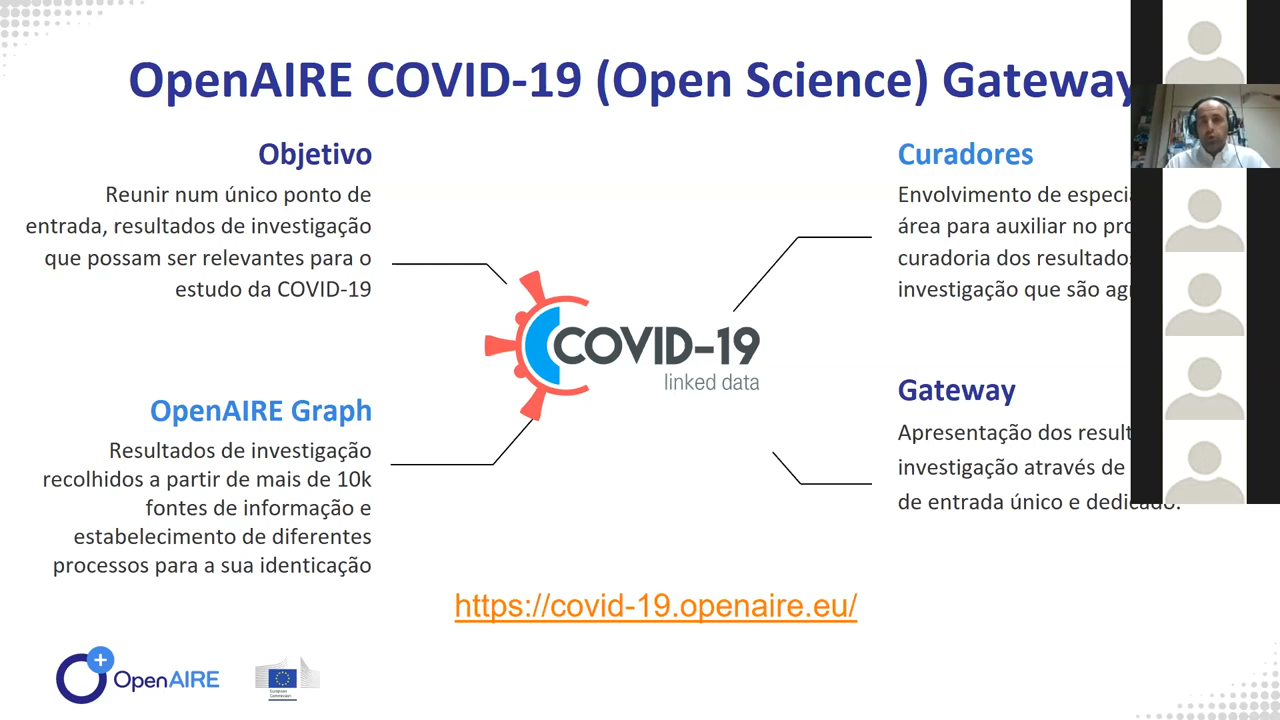 OpenAIRE COVID-19 (Open Science) Gateway
Objetivo
Reunir num único ponto de
entrada, resultados de investigação
que possam ser relevantes para o
estudo da COVID-19
OpenAIRE Graph
Resultados de investigação
recolhidos a partir de mais de 10k
fontes de informação e
estabelecimento de diferentes
processos para a sua identicação
COVID-19
linked data
Curadores
Envolvimento de
área para auxiliar no
curadoria dos resultados
investigação que são
Gateway
Apresentação dos
investigação através de
de entrada único e dedicado.
https://covid-19.openaire.eu/
OpenAIRE
European
Commission